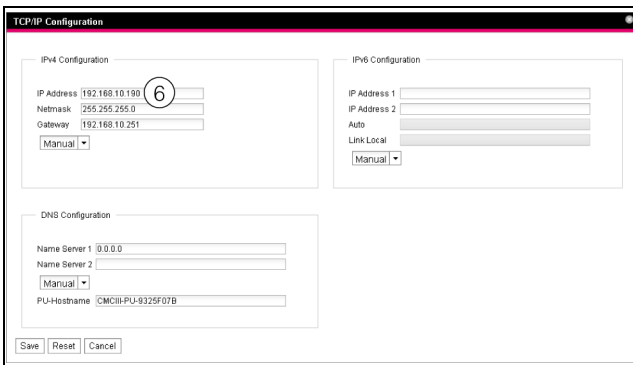 TCP/IP Configuration
IPv4 Configuration
IP Address 192.168.10.190 6
Netmask 255.255.255.0
Gateway 192.168.10.251
Manual
IPv6 Configuration
IP Address 1
IP Address 2
Auto
Link Local
Manual
DNS Configuration
Name Server 1 0.0.0.0
Name Server 2
Manual
PU-Hostname CMCIII-PU-9325F07B
Save Reset Cancel